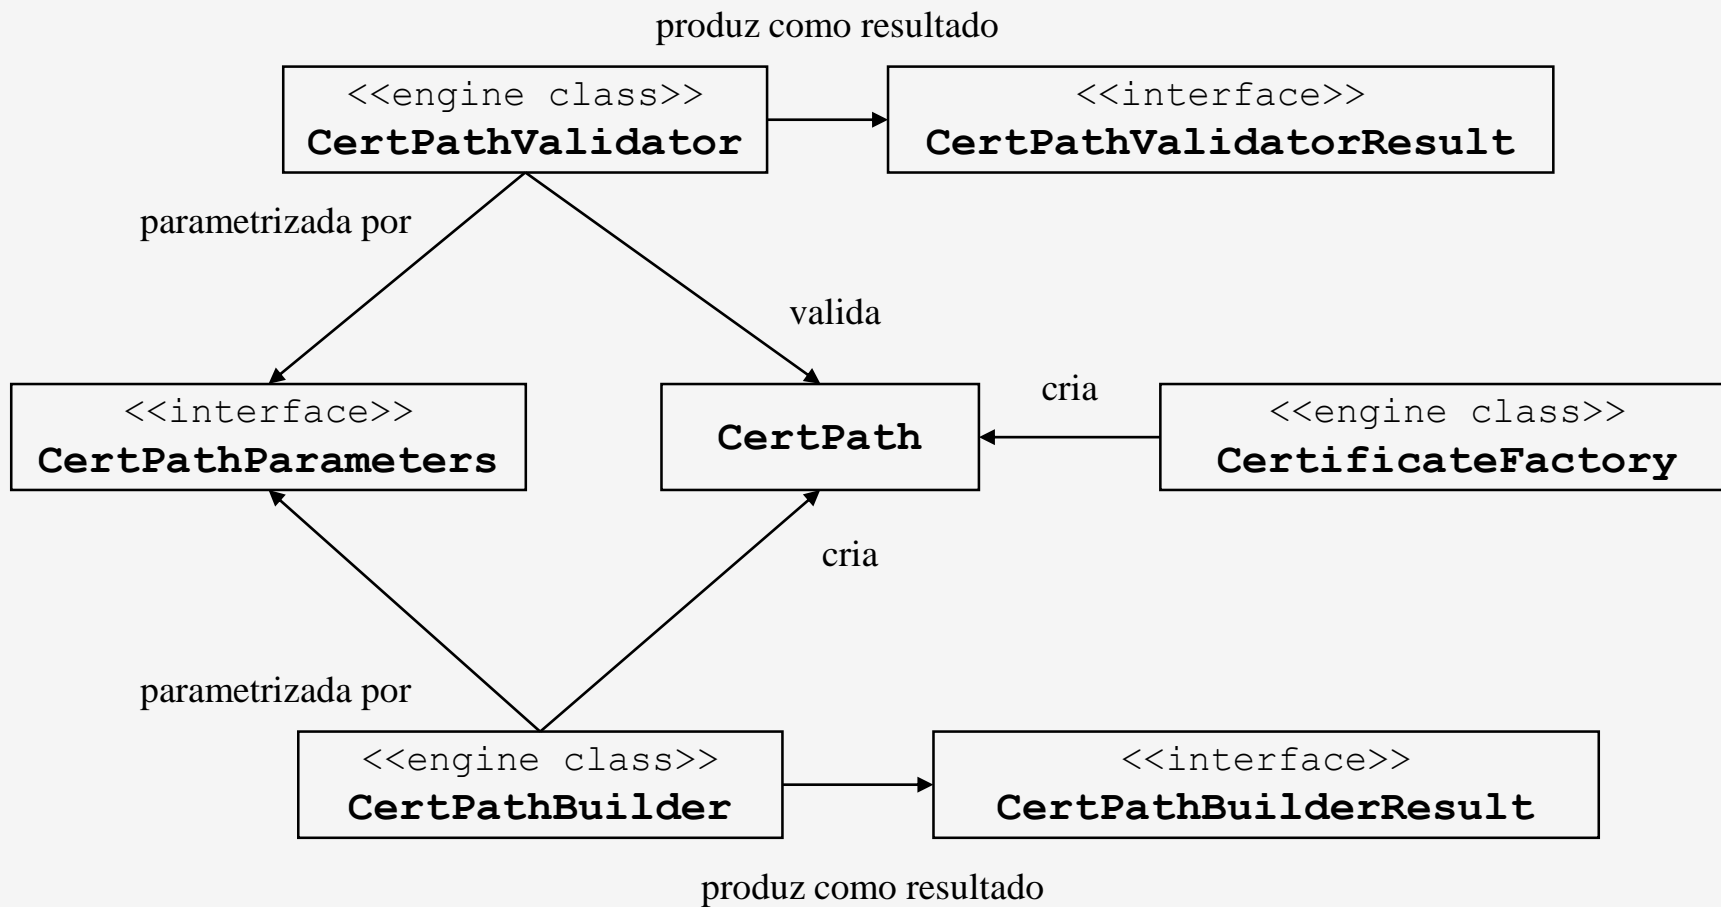 produz como resultado
<<engine class>>
CertPathValidator
<<interface>>
CertPathValidatorResult
parametrizada por
valida
<<interface>>
CertPathParameters
CertPath
cria
<<engine class>>
CertificateFactory
cria
parametrizada por
<<engine class>>
CertPathBuilder
<<interface>>
CertPathBuilderResult
produz como resultado